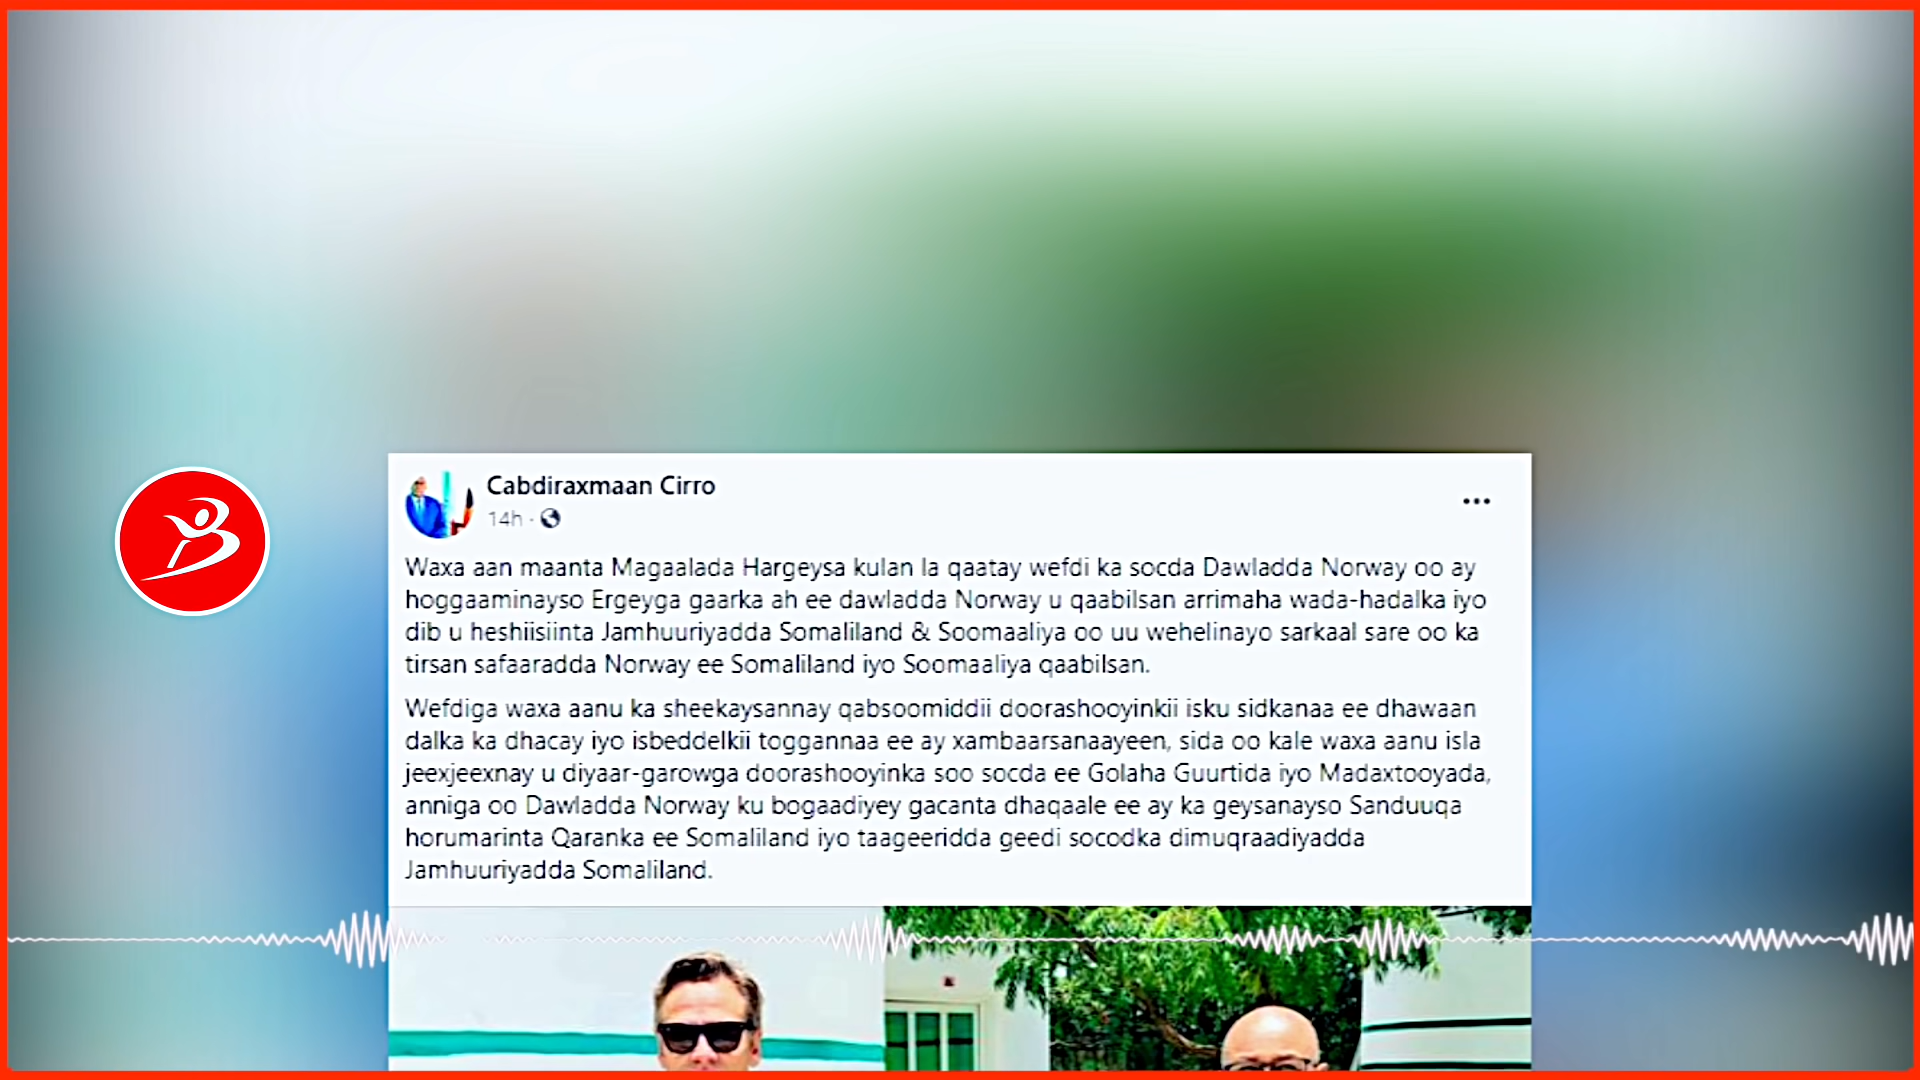 Cabdiraxmaan Cirro
14h ·
Waxa aan maanta Magaalada Hargeysa kulan la qaatay wefdi ka socda Dawladda Norway oo ay
hoggaaminayso Ergeyga gaarka ah ee dawladda Norway u qaabilsan arrimaha wada-hadalka iyo
dib u heshiisiinta Jamhuuriyadda Somaliland & Soomaaliya oo uu wehelinayo sarkaal sare oo ka
tirsan safaaradda Norway ee Somaliland iyo Soomaaliya qaabilsan.
Wefdiga waxa aanu ka sheekaysannay qabsoomiddii doorashooyinkii isku sidkanaa ee dhawaan
dalka ka dhacay iyo isbeddelkii toggannaa ee ay xambaarsanaayeen, sida oo kale waxa aanu isla
jeexjeexnay u diyaar-garowga doorashooyinka soo socda ee Golaha Guurtida iyo Madaxtooyada,
anniga oo Dawladda Norway ku bogaadiyey gacanta dhaqaale ee ay ka geysanayso Sanduuqa
horumarinta Qaranka ee Somaliland iyo taageeridda geedi socodka dimuqraadiyadda
Jamhuuriyadda Somaliland.